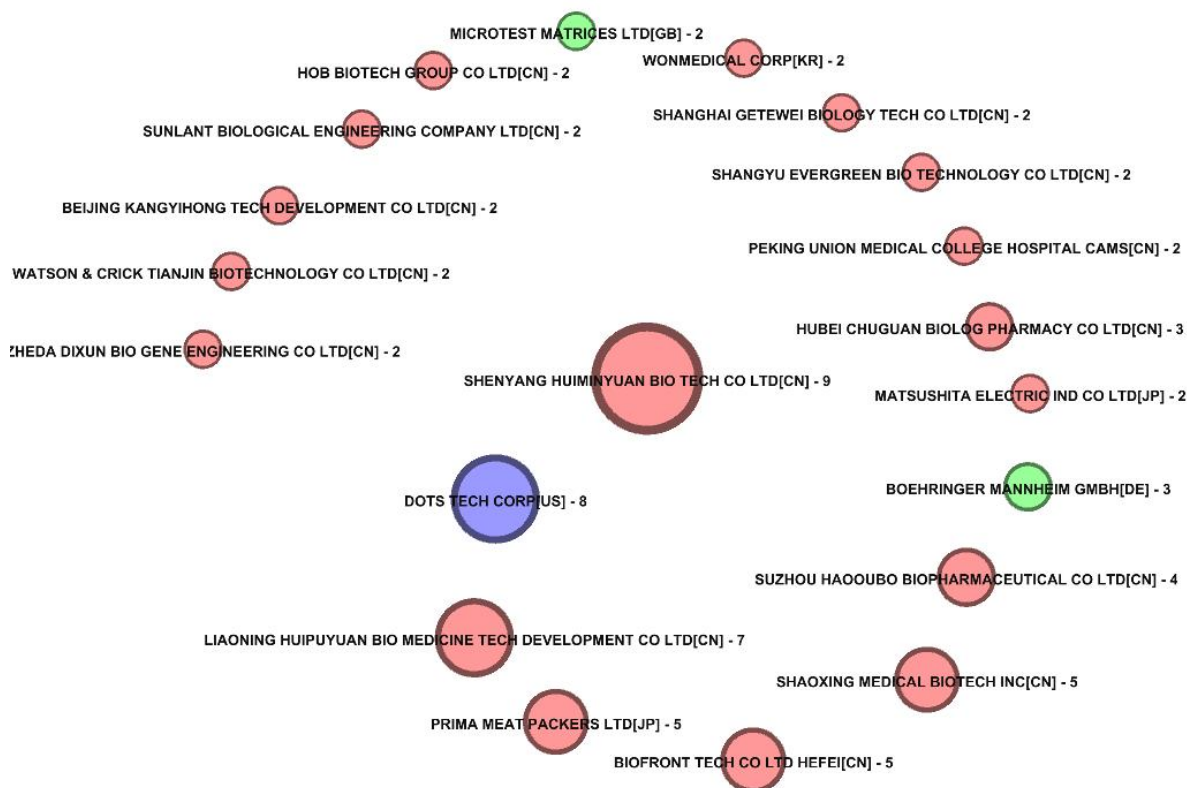 MICROTEST MATRICES LTD[GB] - 2
WONMEDICAL CORP[KR] - 2
HOB BIOTECH GROUP CO LTD[CN] - 2
SHANGHAI GETEWEI BIOLOGY TECH CO LTD[CN] - 2
SUNLANT BIOLOGICAL ENGINEERING COMPANY LTD[CN] - 2
SHANGYU EVERGREEN BIO TECHNOLOGY CO LTD[CN] - 2
BEIJING KANGYIHONG TECH DEVELOPMENT CO LTD[CN] - 2
PEKING UNION MEDICAL COLLEGE HOSPITAL CAMS[CN] - 2
WATSON & CRICK TIANJIN BIOTECHNOLOGY CO LTD[CN] - 2
HUBEI CHUGUAN BIOLOG PHARMACY CO LTD[CN] - 3
ZHEDA DIXUN BIO GENE ENGINEERING CO LTD[CN] - 2
SHENYANG HUIMINYUAN BIO TECH CO LTD[CN] - 9
MATSUSHITA ELECTRIC IND CO LTD[JP] - 2
BOEHRINGER MANNHEIM GMBH[DE] - 3
DOTS TECH CORP[US] - 8
SUZHOU HAOOUBO BIOPHARMACEUTICAL CO LTD[CN] - 4
LIAONING HUIPUYUAN BIO MEDICINE TECH DEVELOPMENT CO LTD[CN] - 7
SHAOXING MEDICAL BIOTECH INC[CN] - 5
PRIMA MEAT PACKERS LTD[JP] - 5
BIOFRONT TECH CO LTD HEFEI[CN] - 5